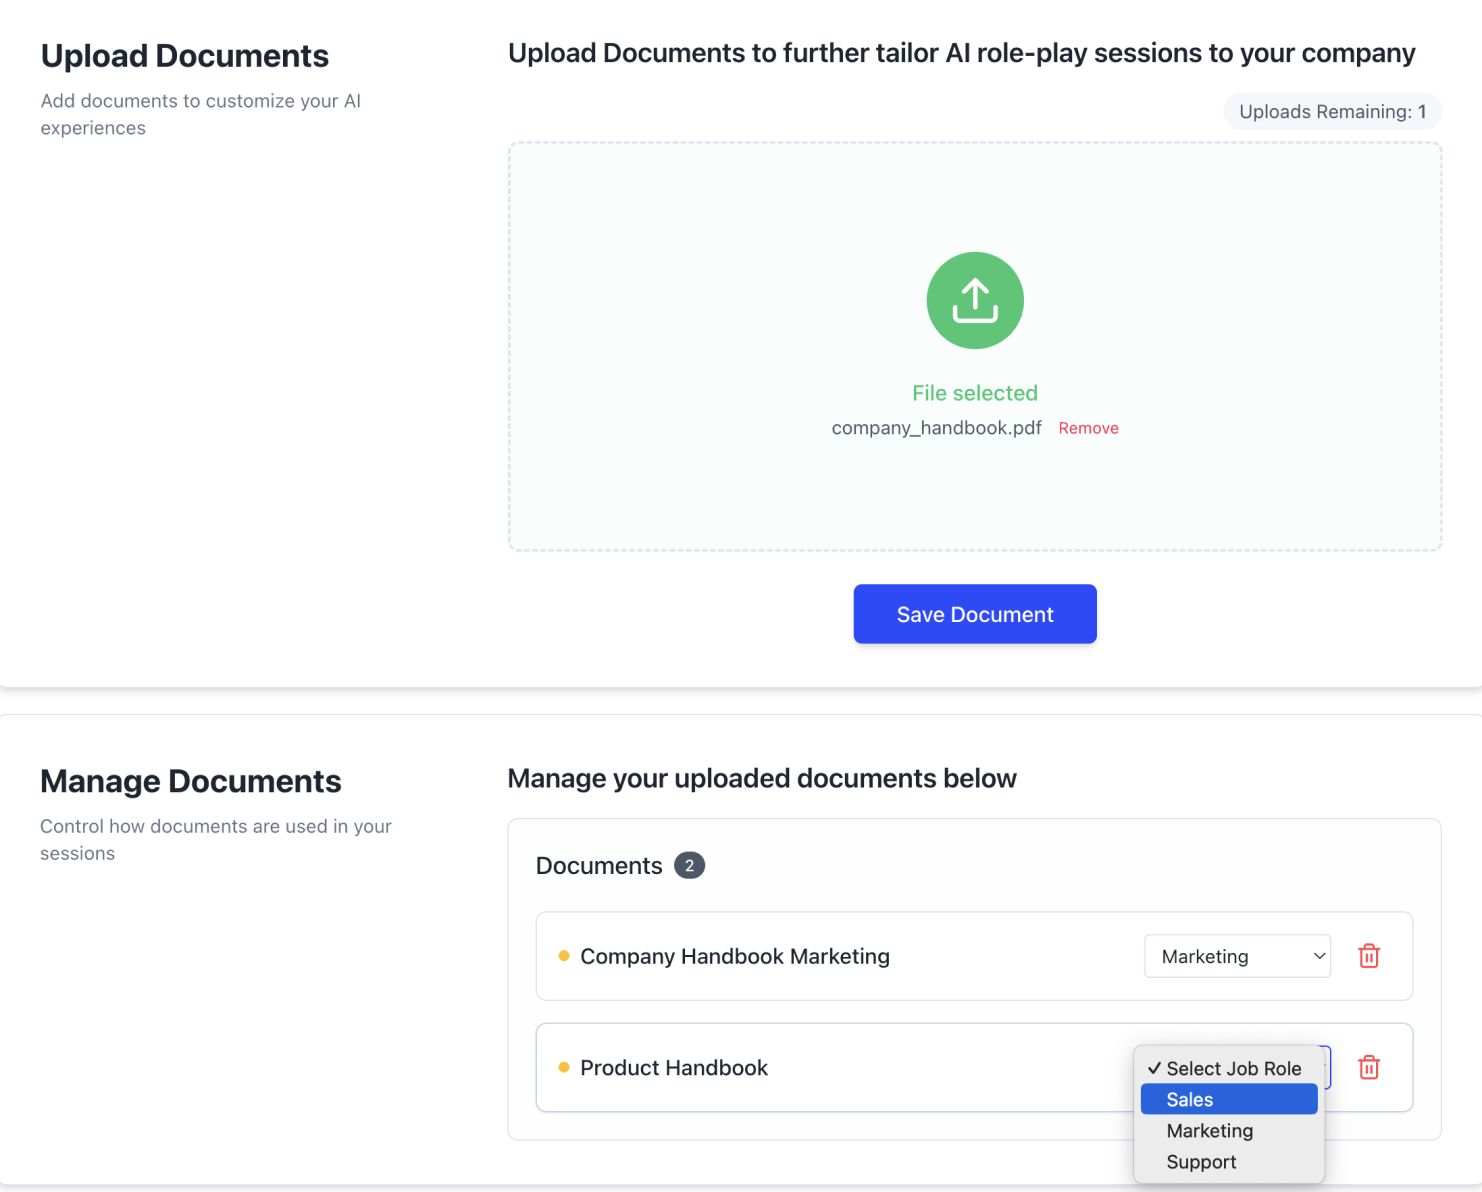 Upload Documents
Add documents to customize your AI
experiences
Upload Documents to further tailor AI role-play sessions to your company
Uploads Remaining: 1
File selected
company_handbook.pdf Remove
Save Document
Manage Documents
Control how documents are used in your
sessions
Manage your uploaded documents below
Documents 2
Company Handbook Marketing
Marketing
Product Handbook
✓ Select Job Role
Sales
Marketing
Support